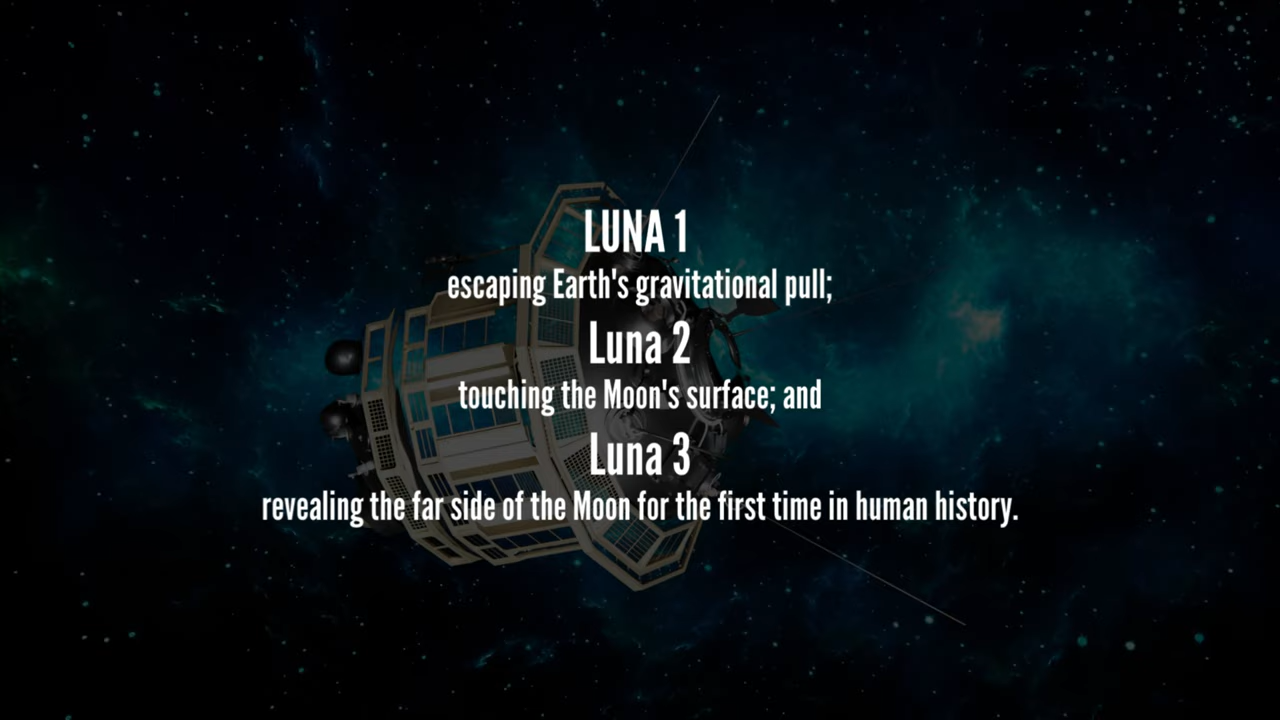 LUNA 1
escaping Earth's gravitational pull;
Luna 2
touching the Moon's surface; and
Luna 3
revealing the far side of the Moon for the first time in human history.